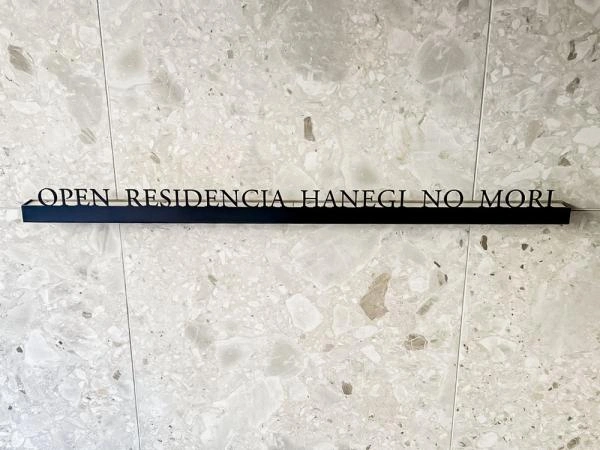 OPEN RESIDENCIA HANEGI NO MORI